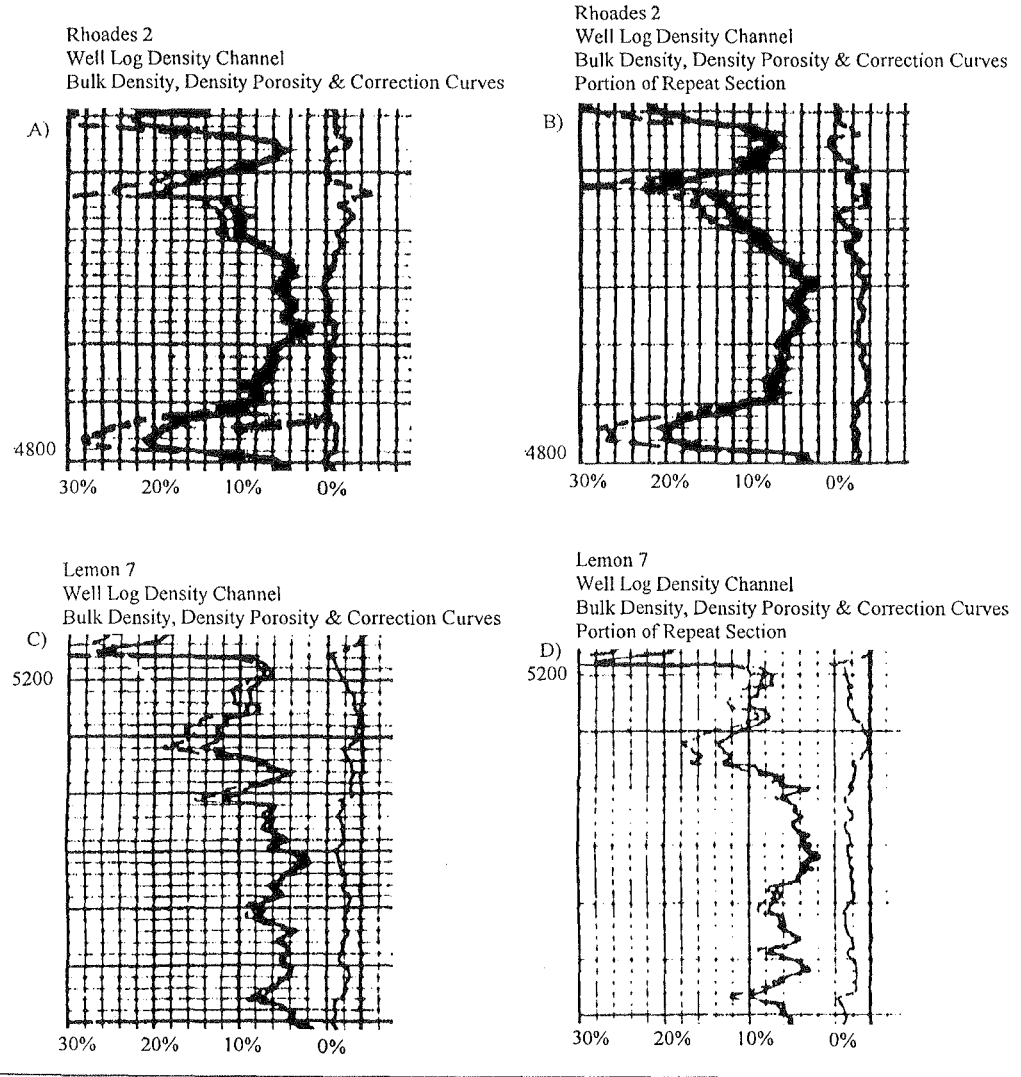 Rhoades 2
Well Log Density Channel
Bulk Density, Density Porosity & Correction Curves
A)
4800
30% 20% 10% 0%
Rhoades 2
Well Log Density Channel
Bulk Density, Density Porosity & Correction Curves
Portion of Repeat Section
B)
4800
30% 20% 10% 0%
Lemon 7
Well Log Density Channel
Bulk Density, Density Porosity & Correction Curves
C)
5200
30% 20% 10% 0%
Lemon 7
Well Log Density Channel
Bulk Density, Density Porosity & Correction Curves
Portion of Repeat Section
D)
5200
30% 20% 10% 0%